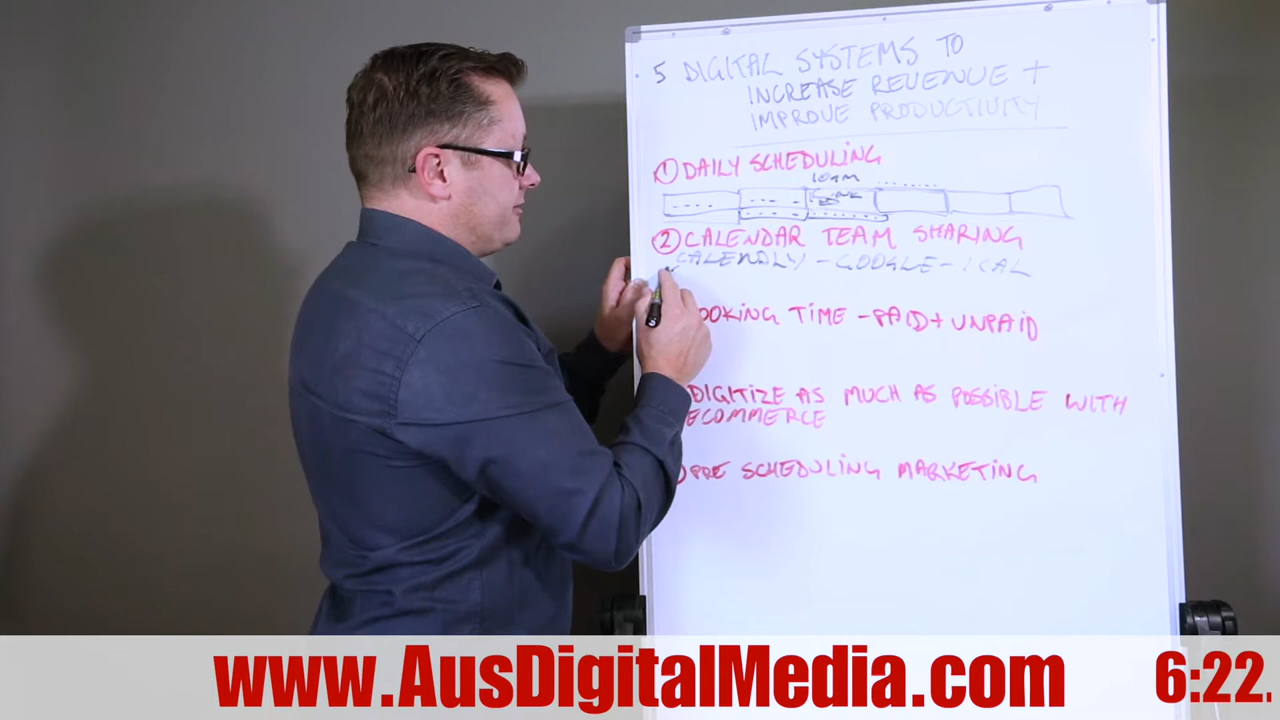 5 DIGITAL SYSTEMS TO
INCREASE REVENUE +
IMPROVE PRODUCTIVITY
1 DAILY SCHEDULING
10AM
2 CALENDAR TEAM SHARING
CALENDLY - GOOGLE - ICAL
OOKING TIME - PAID + UNPAID
DIGITIZE AS MUCH AS POSSIBLE WITH
ECOMMERCE
PRE SCHEDULING MARKETING
www.AusDigitalMedia.com
6:22.